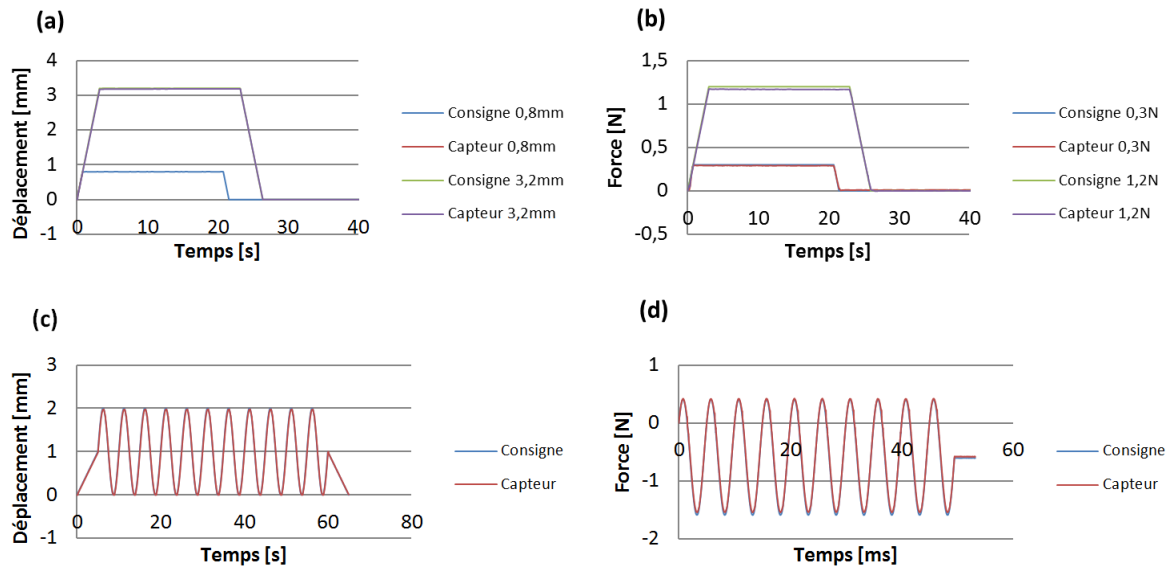 (a)
Déplacement [mm]
4
3
2
1
0
-1
0 10 20 30 40
Temps [s]
Consigne 0,8mm
Capteur 0,8mm
Consigne 3,2mm
Capteur 3,2mm
(b)
Force [N]
1,5
1
0,5
0
-0,5
0 10 20 30 40
Temps [s]
Consigne 0,3N
Capteur 0,3N
Consigne 1,2N
Capteur 1,2N
(c)
Déplacement [mm]
3
2
1
0
-1
0 20 40 60 80
Temps [s]
Consigne
Capteur
(d)
Force [N]
1
0
-1
-2
0 20 40 60
Temps [ms]
Consigne
Capteur